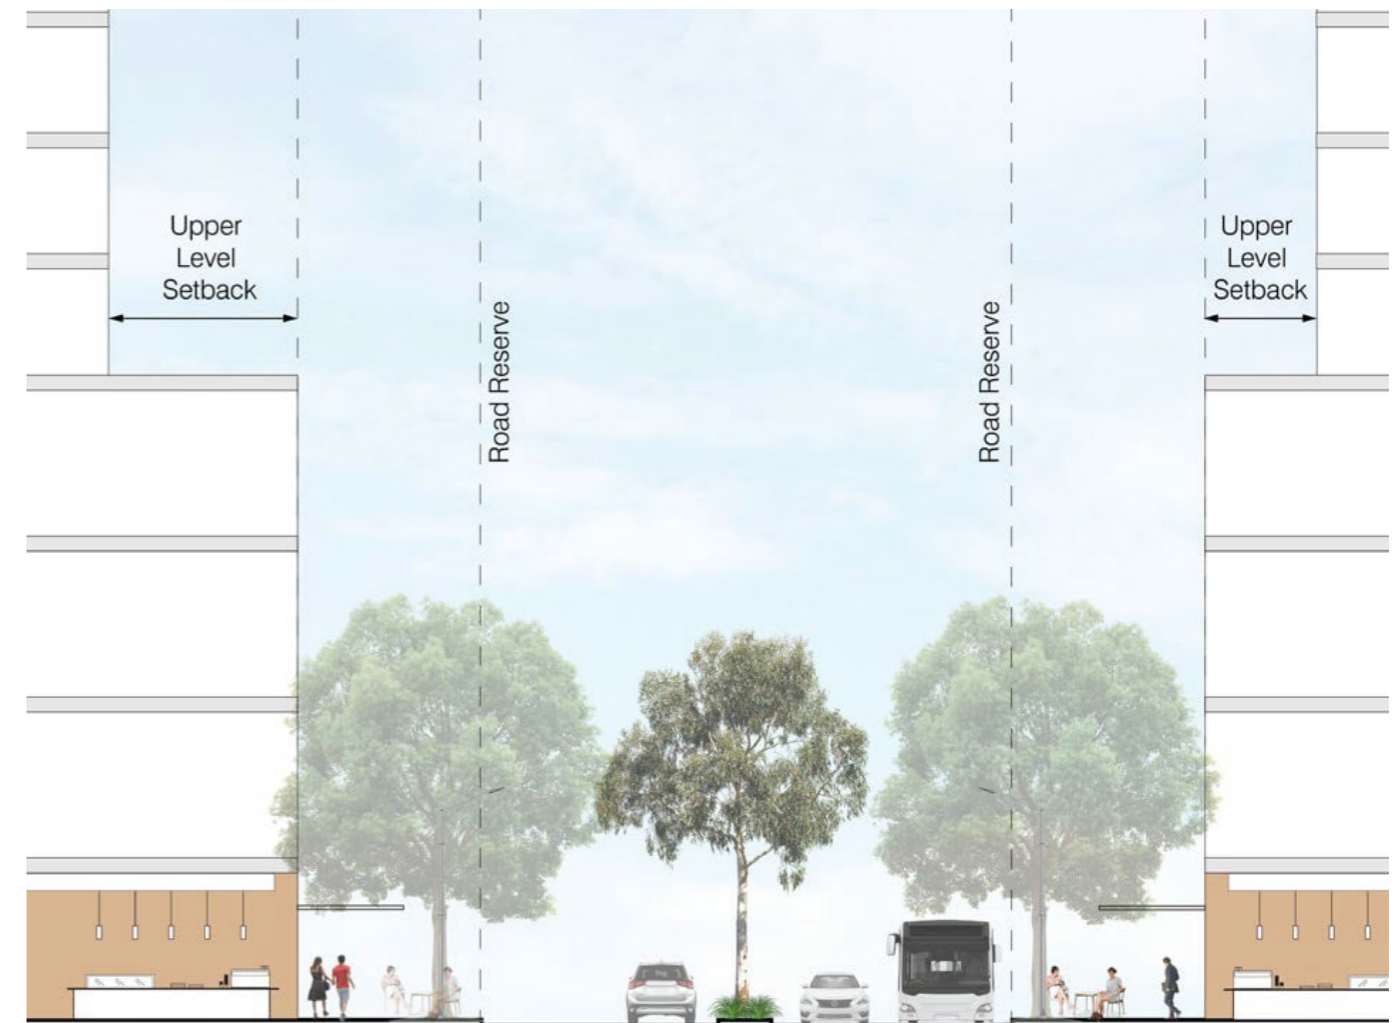 Upper
Level
Setback
Upper
Level
Setback
Road Reserve
Road Reserve